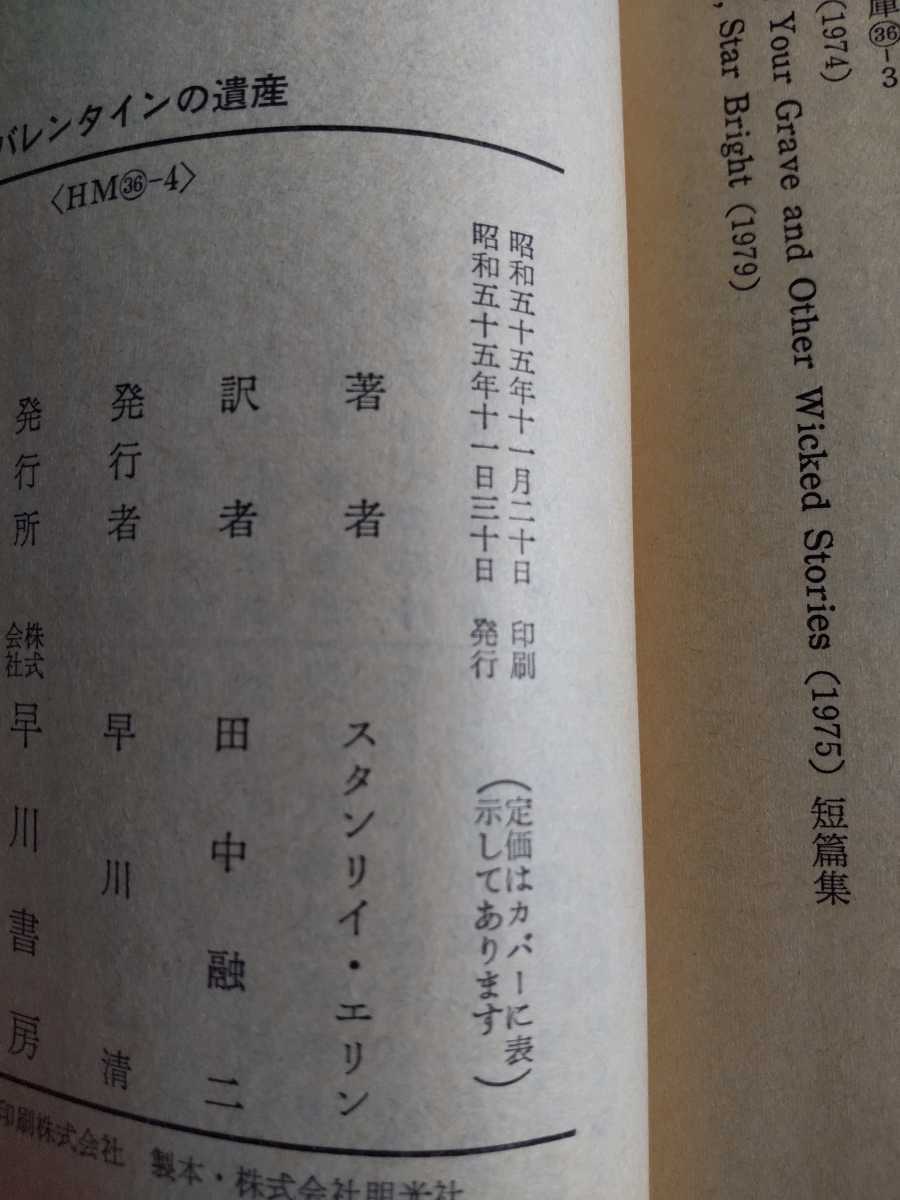 庫㊱-3
(1974)
Your Grave and Other Wicked Stories (1975) 短篇集
, Star Bright (1979)
バレンタインの遺産
〈HM㊱-4〉
昭和五十五年十一月二十日 印刷
昭和五十五年十一日三十日 発行
(定価はカバーに表
示してあります)
著者 スタンリイ・エリン
訳者 田中融二
発行者 早川清
発行所 株式会社 早川書房
印刷株式会社 製本・株式会社明光社